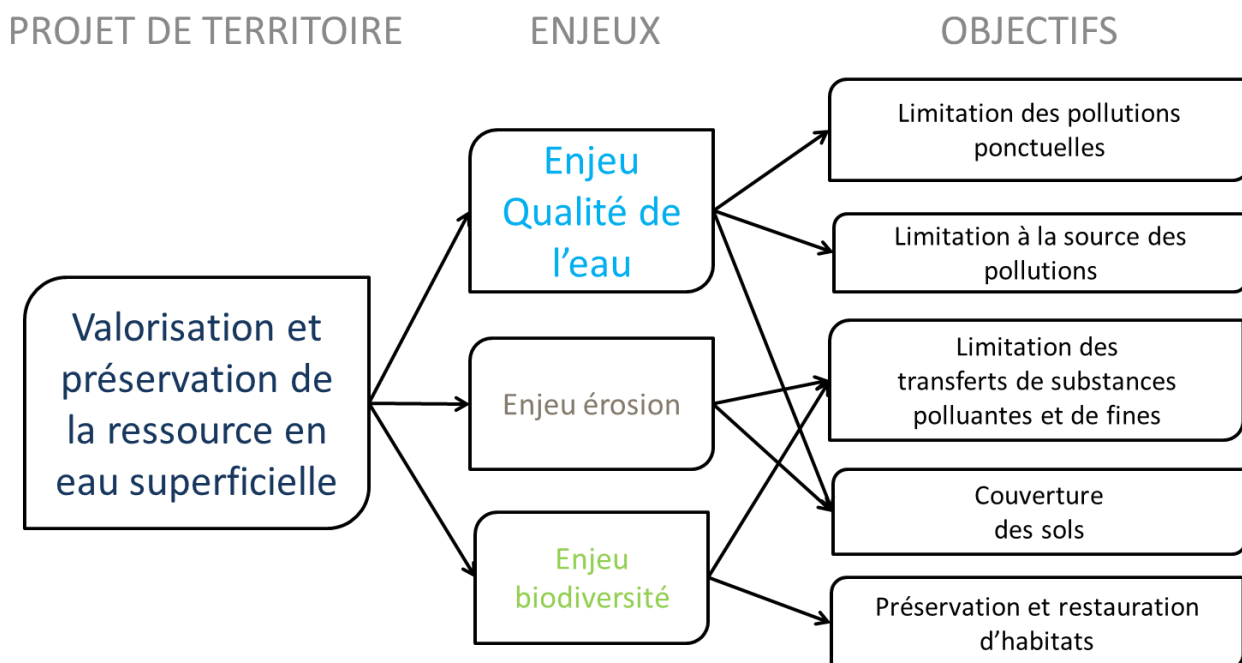 PROJET DE TERRITOIRE
ENJEUX
OBJECTIFS
Valorisation et
préservation de
la ressource en
eau superficielle
Enjeu
Qualité de
l’eau
Enjeu érosion
Enjeu
biodiversité
Limitation des pollutions
ponctuelles
Limitation à la source des
pollutions
Limitation des
transferts de substances
polluantes et de fines
Couverture
des sols
Préservation et restauration
d’habitats